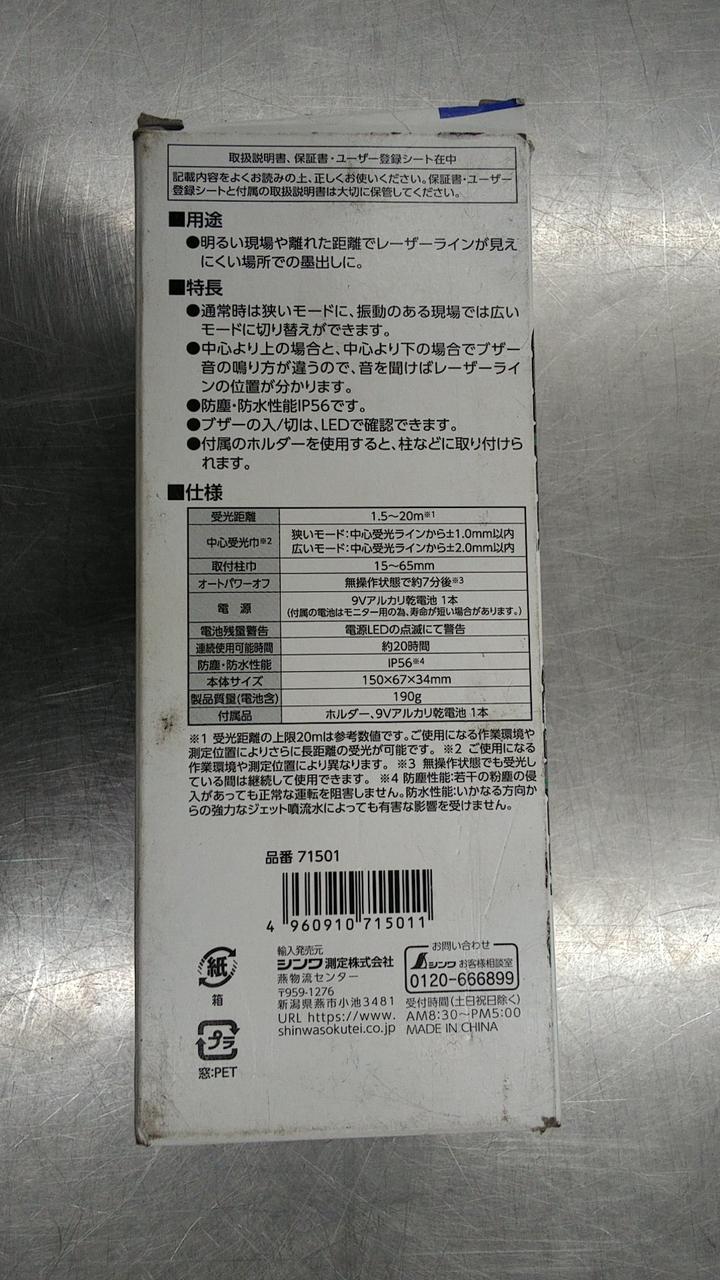 取扱説明書、保証書・ユーザー登録シート在中
記載内容をよくお読みの上、正しくお使いください。保証書・ユーザー
登録シートと付属の取扱説明書は大切に保管してください。
■用途
●明るい現場や離れた距離でレーザーラインが見え
にくい場所での墨出しに。
■特長
●通常時は狭いモードに、振動のある現場では広い
モードに切り替えができます。
●中心より上の場合と、中心より下の場合でブザー
音の鳴り方が違うので、音を聞けばレーザーライ
ンの位置が分かります。
●防塵・防水性能IP56です。
●ブザーの入/切は、LEDで確認できます。
●付属のホルダーを使用すると、柱などに取り付けら
れます。
■仕様
受光距離 1.5〜20m※1
中心受光巾※2 狭いモード:中心受光ラインから±1.0mm以内
広いモード:中心受光ラインから±2.0mm以内
取付柱巾 15〜65mm
オートパワーオフ 無操作状態で約7分後※3
電 源 9Vアルカリ乾電池 1本
(付属の電池はモニター用の為、寿命が短い場合があります。)
電池残量警告 電源LEDの点滅にて警告
連続使用可能時間 約20時間
防塵・防水性能 IP56※4
本体サイズ 150×67×34mm
製品質量(電池含) 190g
付属品 ホルダー、9Vアルカリ乾電池 1本
※1 受光距離の上限20mは参考数値です。ご使用になる作業環境や
測定位置によりさらに長距離の受光が可能です。 ※2 ご使用になる
作業環境や測定位置により異なります。 ※3 無操作状態でも受光し
ている間は継続して使用できます。 ※4 防塵性能:若干の粉塵の侵
入があっても正常な運転を阻害しません。防水性能:いかなる方向か
らの強力なジェット噴流水によっても有害な影響を受けません。
品番 71501
4 960910 715011
紙
箱
プラ
窓:PET
輸入発売元
シンワ測定株式会社
燕物流センター
〒959-1276
新潟県燕市小池3481
URL https://www.
shinwasokutei.co.jp
お問い合わせ
シンワ お客様相談室
0120-666899
受付時間(土日祝日除く)
AM8:30〜PM5:00
MADE IN CHINA